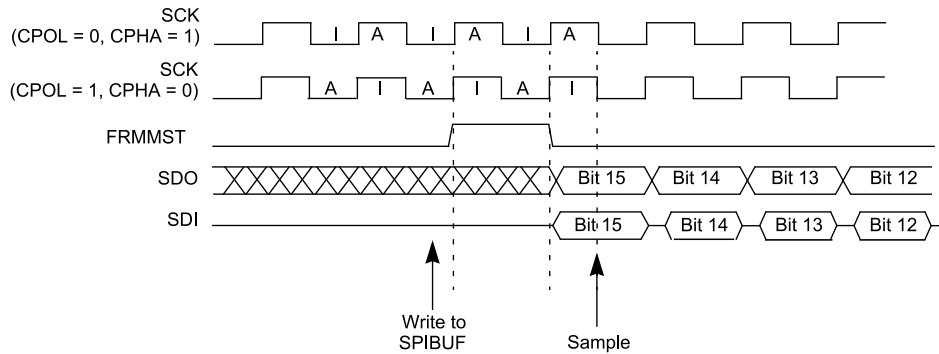 SCK
(CPOL = 0, CPHA = 1)
I A I A I A
SCK
(CPOL = 1, CPHA = 0)
A I A I A I
FRMMST
SDO
Bit 15 Bit 14 Bit 13 Bit 12
SDI
Bit 15 Bit 14 Bit 13 Bit 12
Write to
SPIBUF
Sample